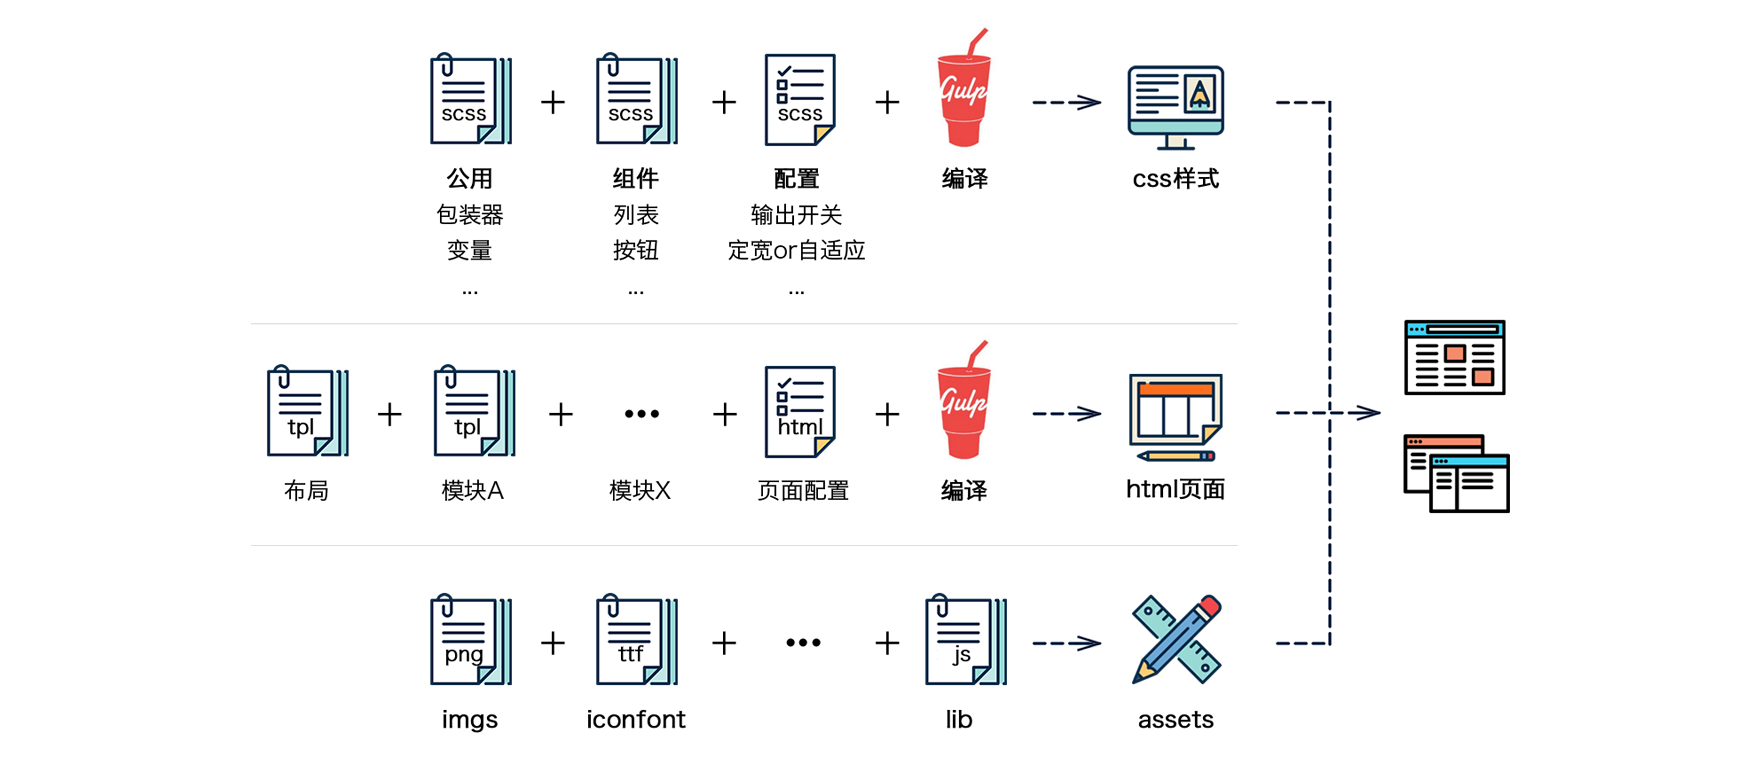 scss
scss
scss
Gulp
公用
组件
配置
编译
css样式
包装器
列表
输出开关
变量
按钮
定宽or自适应
...
...
...
tpl
tpl
html
Gulp
布局
模块A
模块X
页面配置
编译
html页面
png
ttf
js
imgs
iconfont
lib
assets